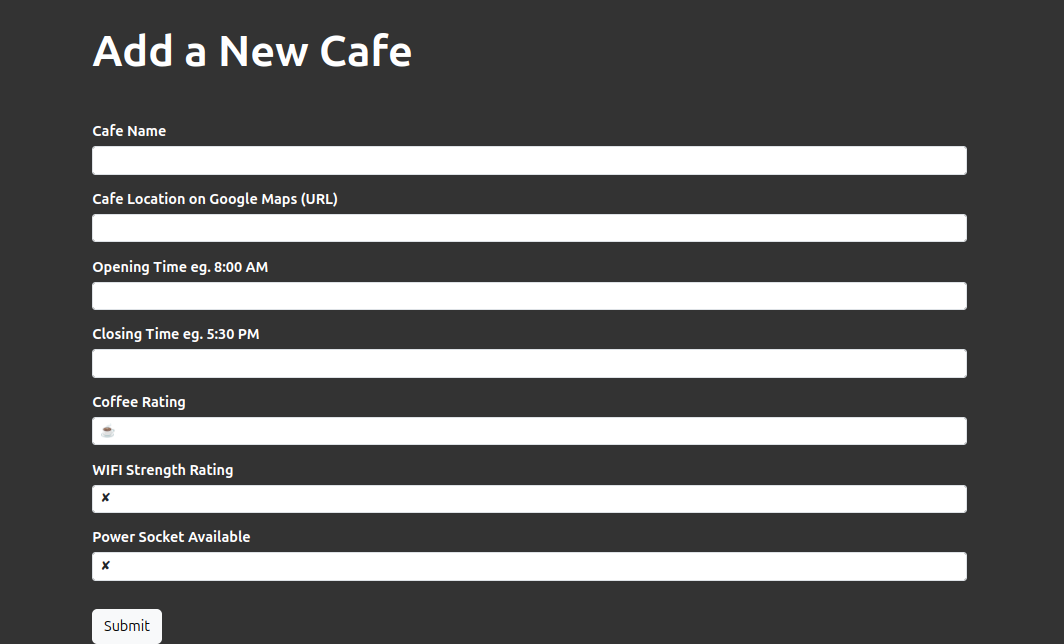 Add a New Cafe
Cafe Name
Cafe Location on Google Maps (URL)
Opening Time eg. 8:00 AM
Closing Time eg. 5:30 PM
Coffee Rating
☕
WIFI Strength Rating
✘
Power Socket Available
✘
Submit